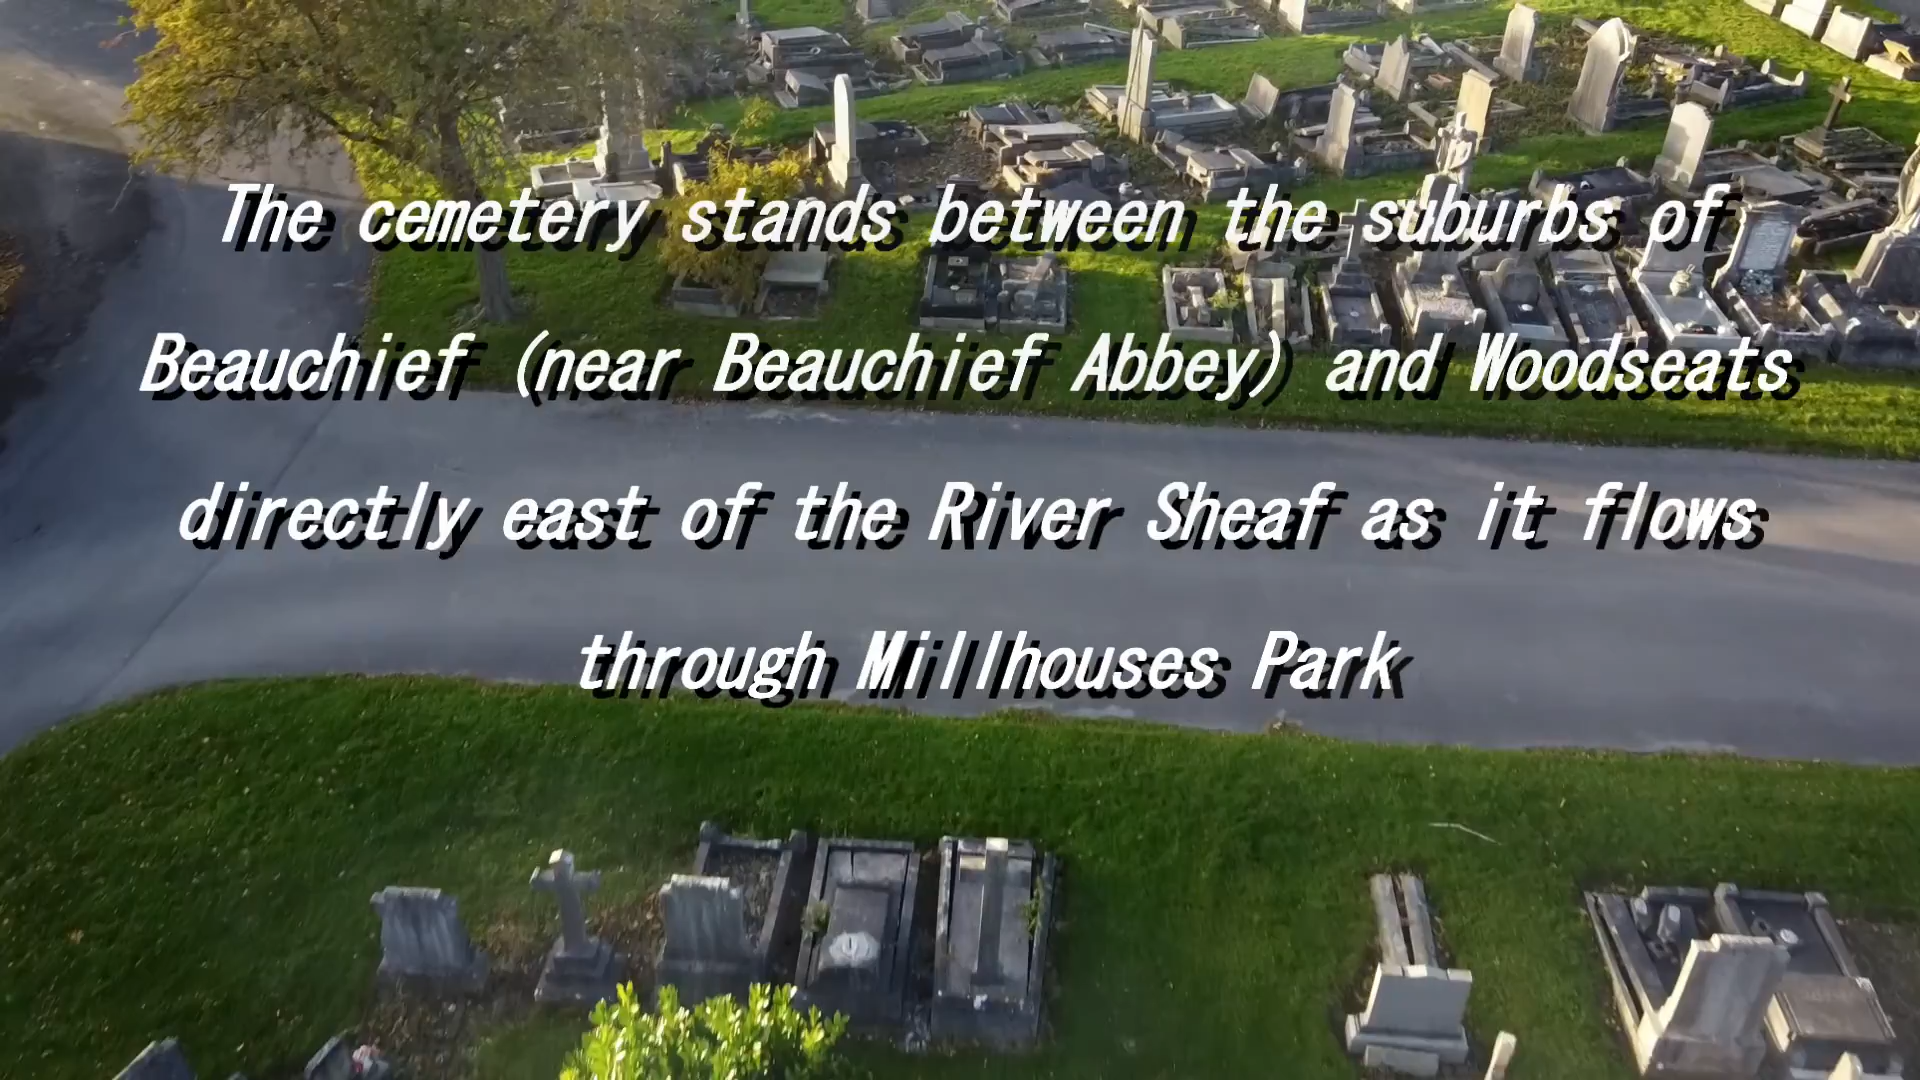 The cemetery stands between the suburbs of
Beauchief (near Beauchief Abbey) and Woodseats
directly east of the River Sheaf as it flows
through Millhouses Park